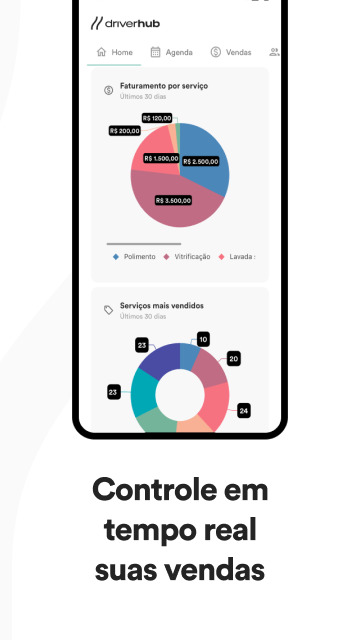 driverhub
Home Agenda Vendas
Faturamento por serviço
Últimos 30 dias
R$ 120,00
R$ 200,00
R$ 1.500,00 R$ 2.500,00
R$ 3.500,00
Polimento Vitrificação Lavada
Serviços mais vendidos
Últimos 30 dias
10
23
20
23
24
Controle em
tempo real
suas vendas